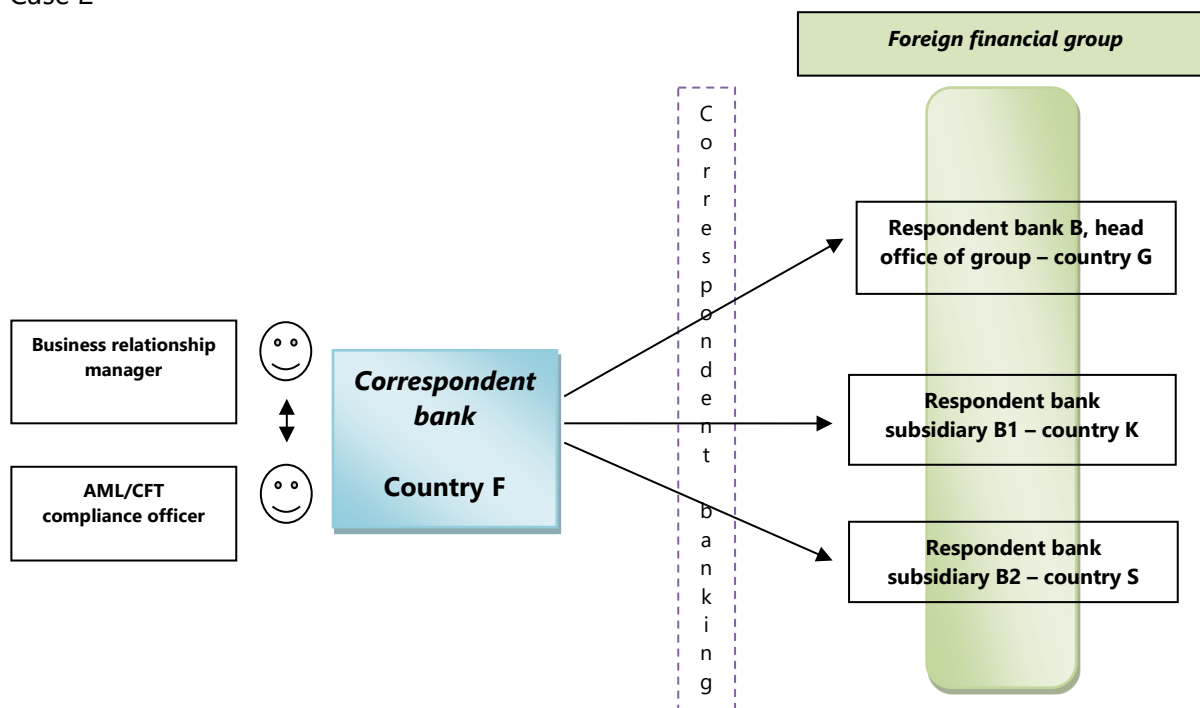 Case 2
Foreign financial group
Correspondent banking
Respondent bank B, head
office of group – country G
Business relationship
manager
Correspondent
bank
Country F
Respondent bank
subsidiary B1 – country K
AML/CFT
compliance officer
Respondent bank
subsidiary B2 – country S